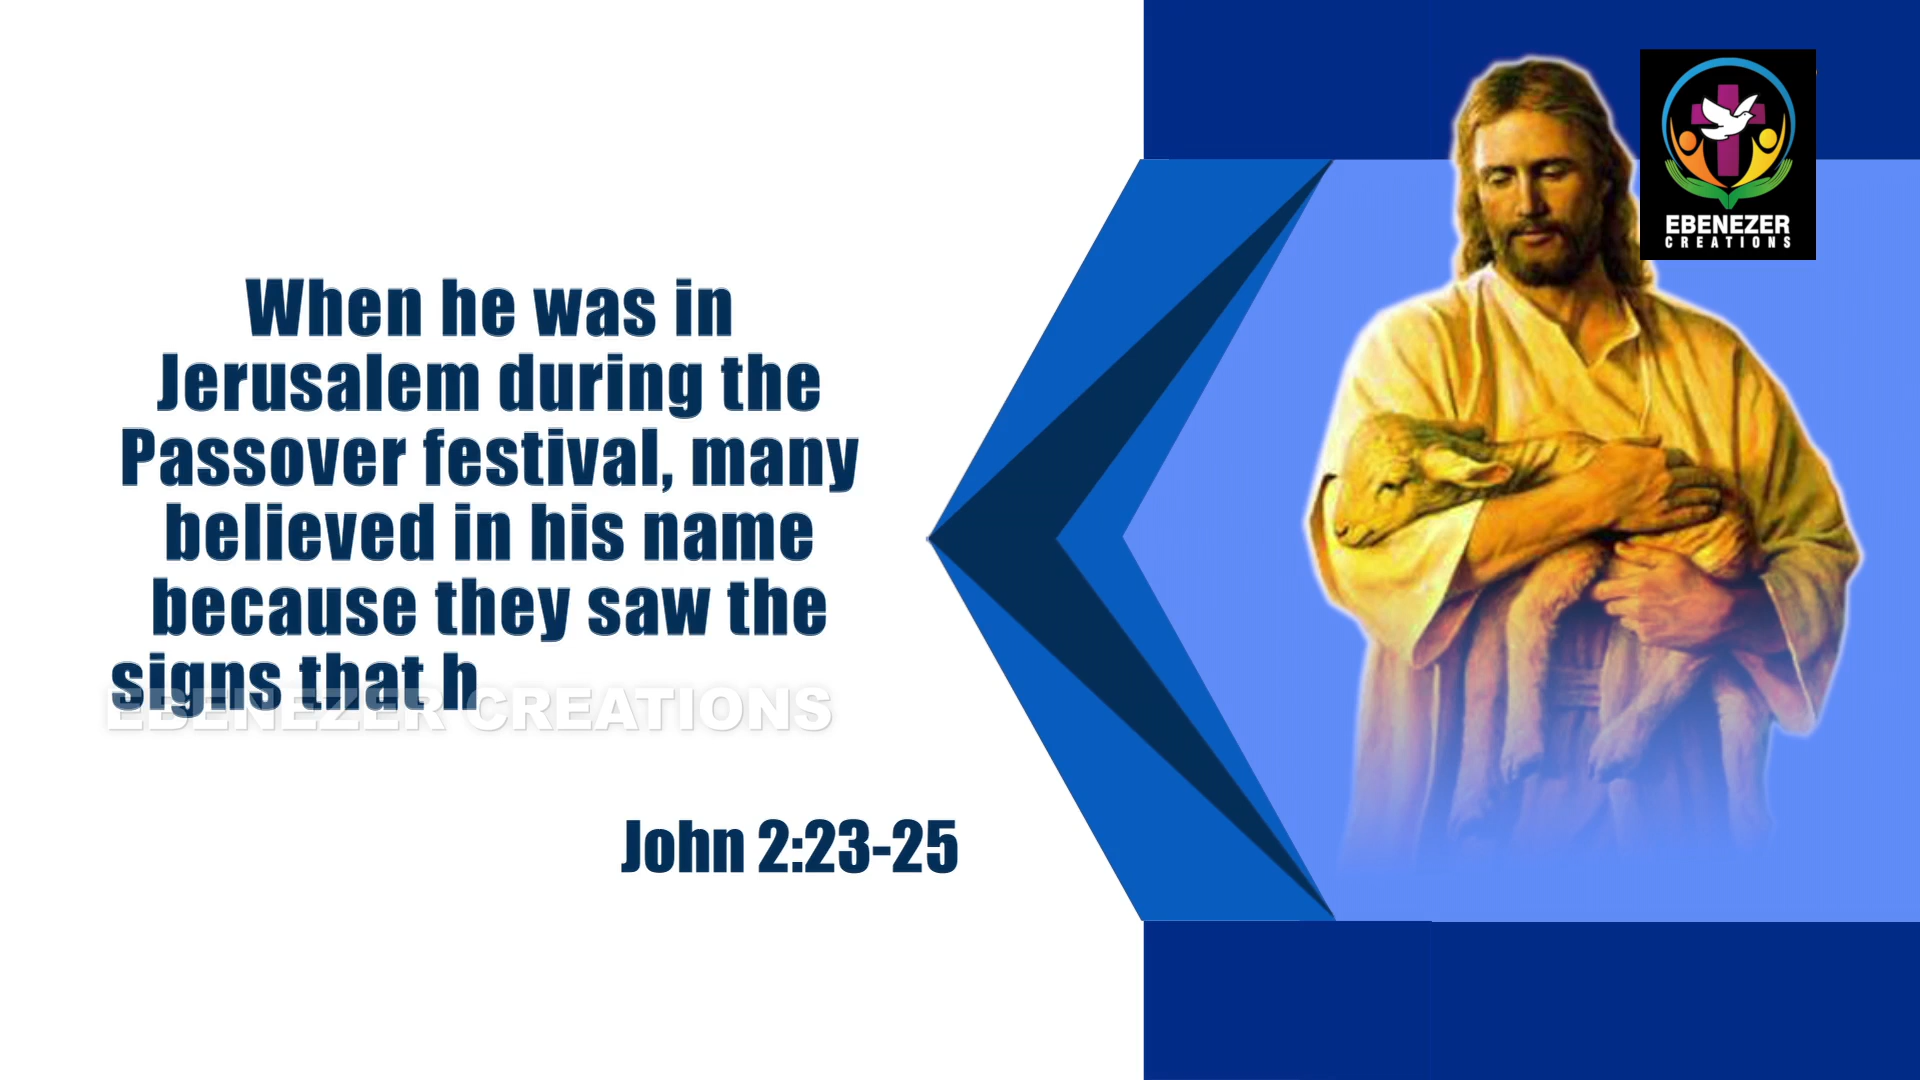 When he was in
Jerusalem during the
Passover festival, many
believed in his name
because they saw the
signs that h
EBENEZER CREATIONS
John 2:23-25
EBENEZER
CREATIONS